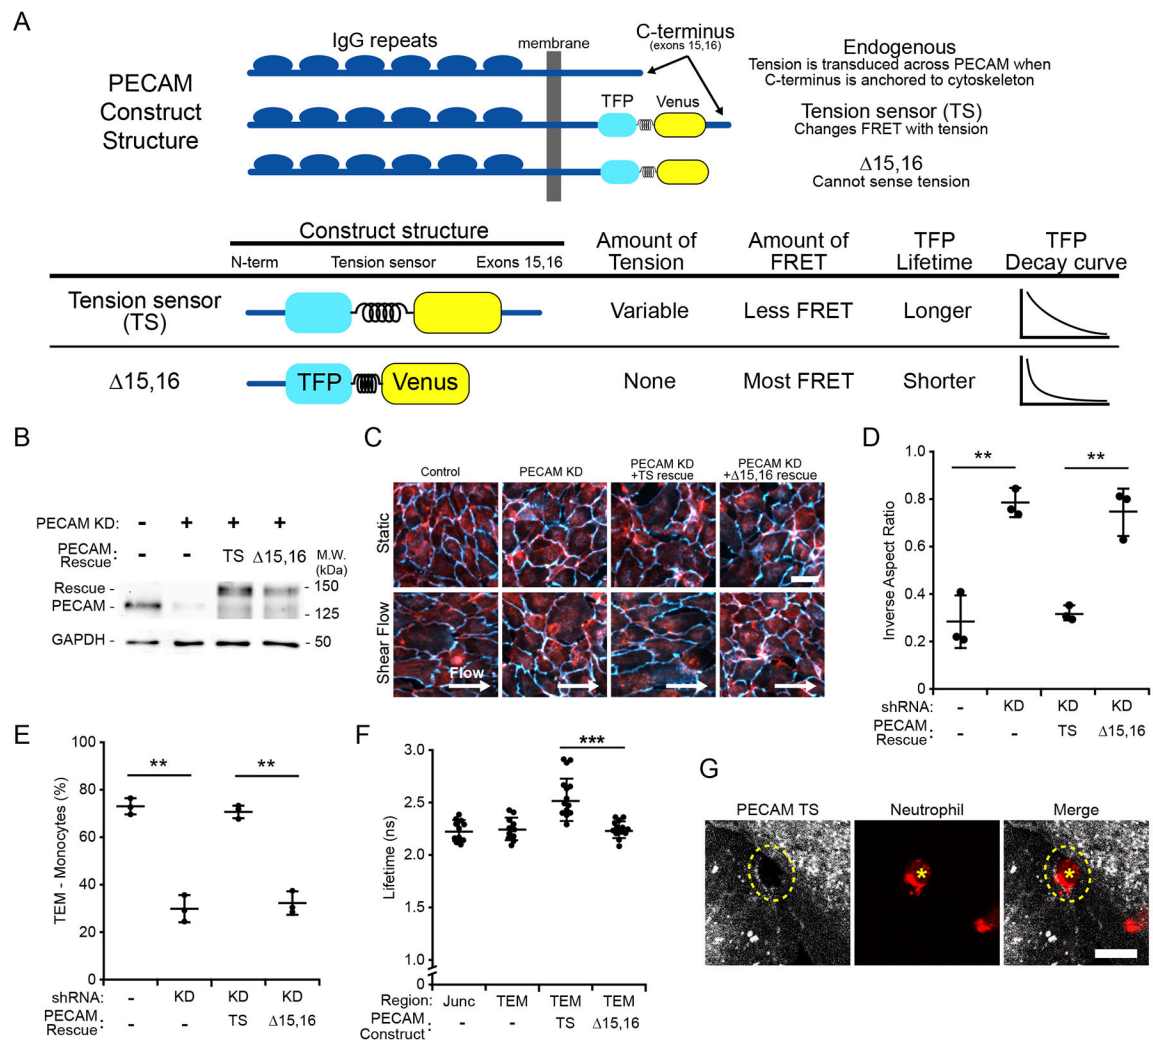 A
IgG repeats
membrane
C-terminus
(exons 15,16)
Endogenous
Tension is transduced across PECAM when
C-terminus is anchored to cytoskeleton
PECAM
Construct
Structure
TFP
Venus
Tension sensor (TS)
Changes FRET with tension
Δ15,16
Cannot sense tension
Construct structure
N-term
Tension sensor
Exons 15,16
Amount of
Tension
Amount of
FRET
TFP
Lifetime
TFP
Decay curve
Tension sensor
(TS)
Variable
Less FRET
Longer
Δ15,16
TFP
Venus
None
Most FRET
Shorter
B
PECAM KD: - + + +
PECAM
Rescue : - - TS Δ15,16
M.W.
(kDa)
Rescue -
- 150
PECAM -
- 125
GAPDH -
- 50
C
Control
PECAM KD
PECAM KD
+TS rescue
PECAM KD
+Δ15,16 rescue
Static
Shear Flow
Flow
D
Inverse Aspect Ratio
1.0
0.8
0.6
0.4
0.2
0
**
**
shRNA: - KD KD KD
PECAM
Rescue : - - TS Δ15,16
E
TEM - Monocytes (%)
100
80
60
40
20
0
**
**
shRNA: - KD KD KD
PECAM
Rescue : - - TS Δ15,16
F
Lifetime (ns)
3.0
2.5
2.0
1.5
1.0
0
***
Region: Junc TEM TEM TEM
PECAM
Construct : - - TS Δ15,16
G
PECAM TS
Neutrophil
Merge
*
*